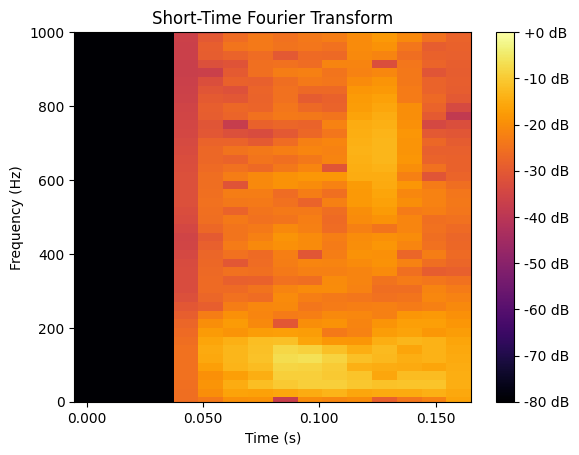 Short-Time Fourier Transform
1000
800
600
400
200
0
Frequency (Hz)
0.000
0.050
0.100
0.150
Time (s)
+0 dB
-10 dB
-20 dB
-30 dB
-40 dB
-50 dB
-60 dB
-70 dB
-80 dB